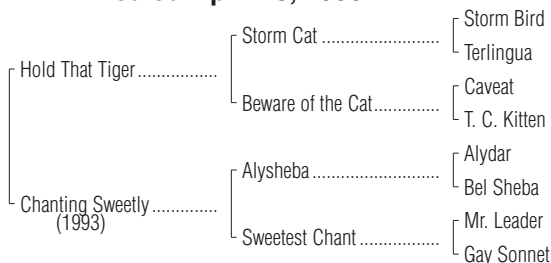 Storm Bird
Storm Cat ...........................
Terlingua
Hold That Tiger ..................
Caveat
Beware of the Cat ...............
T. C. Kitten
Alydar
Alysheba .............................
Bel Sheba
Chanting Sweetly ...............
(1993)
Mr. Leader
Sweetest Chant ..................
Gay Sonnet